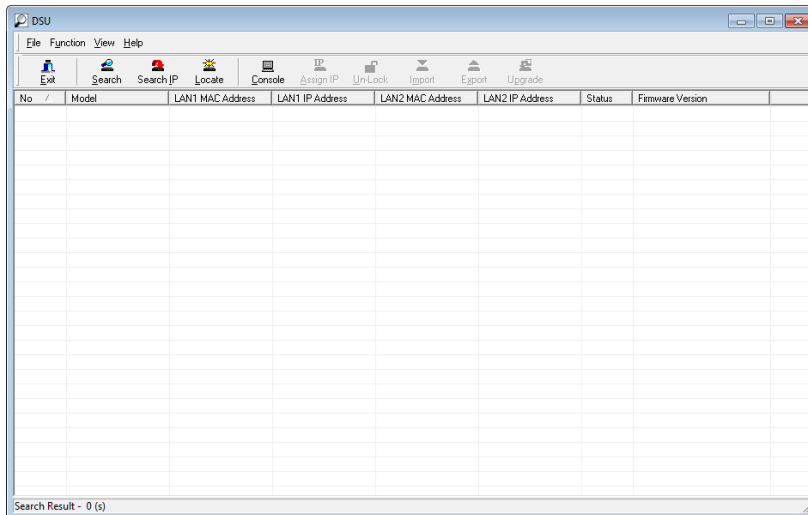 DSU
File Function View Help
Exit Search Search IP Locate Console Assign IP Un-Lock Import Export Upgrade
No / Model LAN1 MAC Address LAN1 IP Address LAN2 MAC Address LAN2 IP Address Status Firmware Version
Search Result - 0 (s)